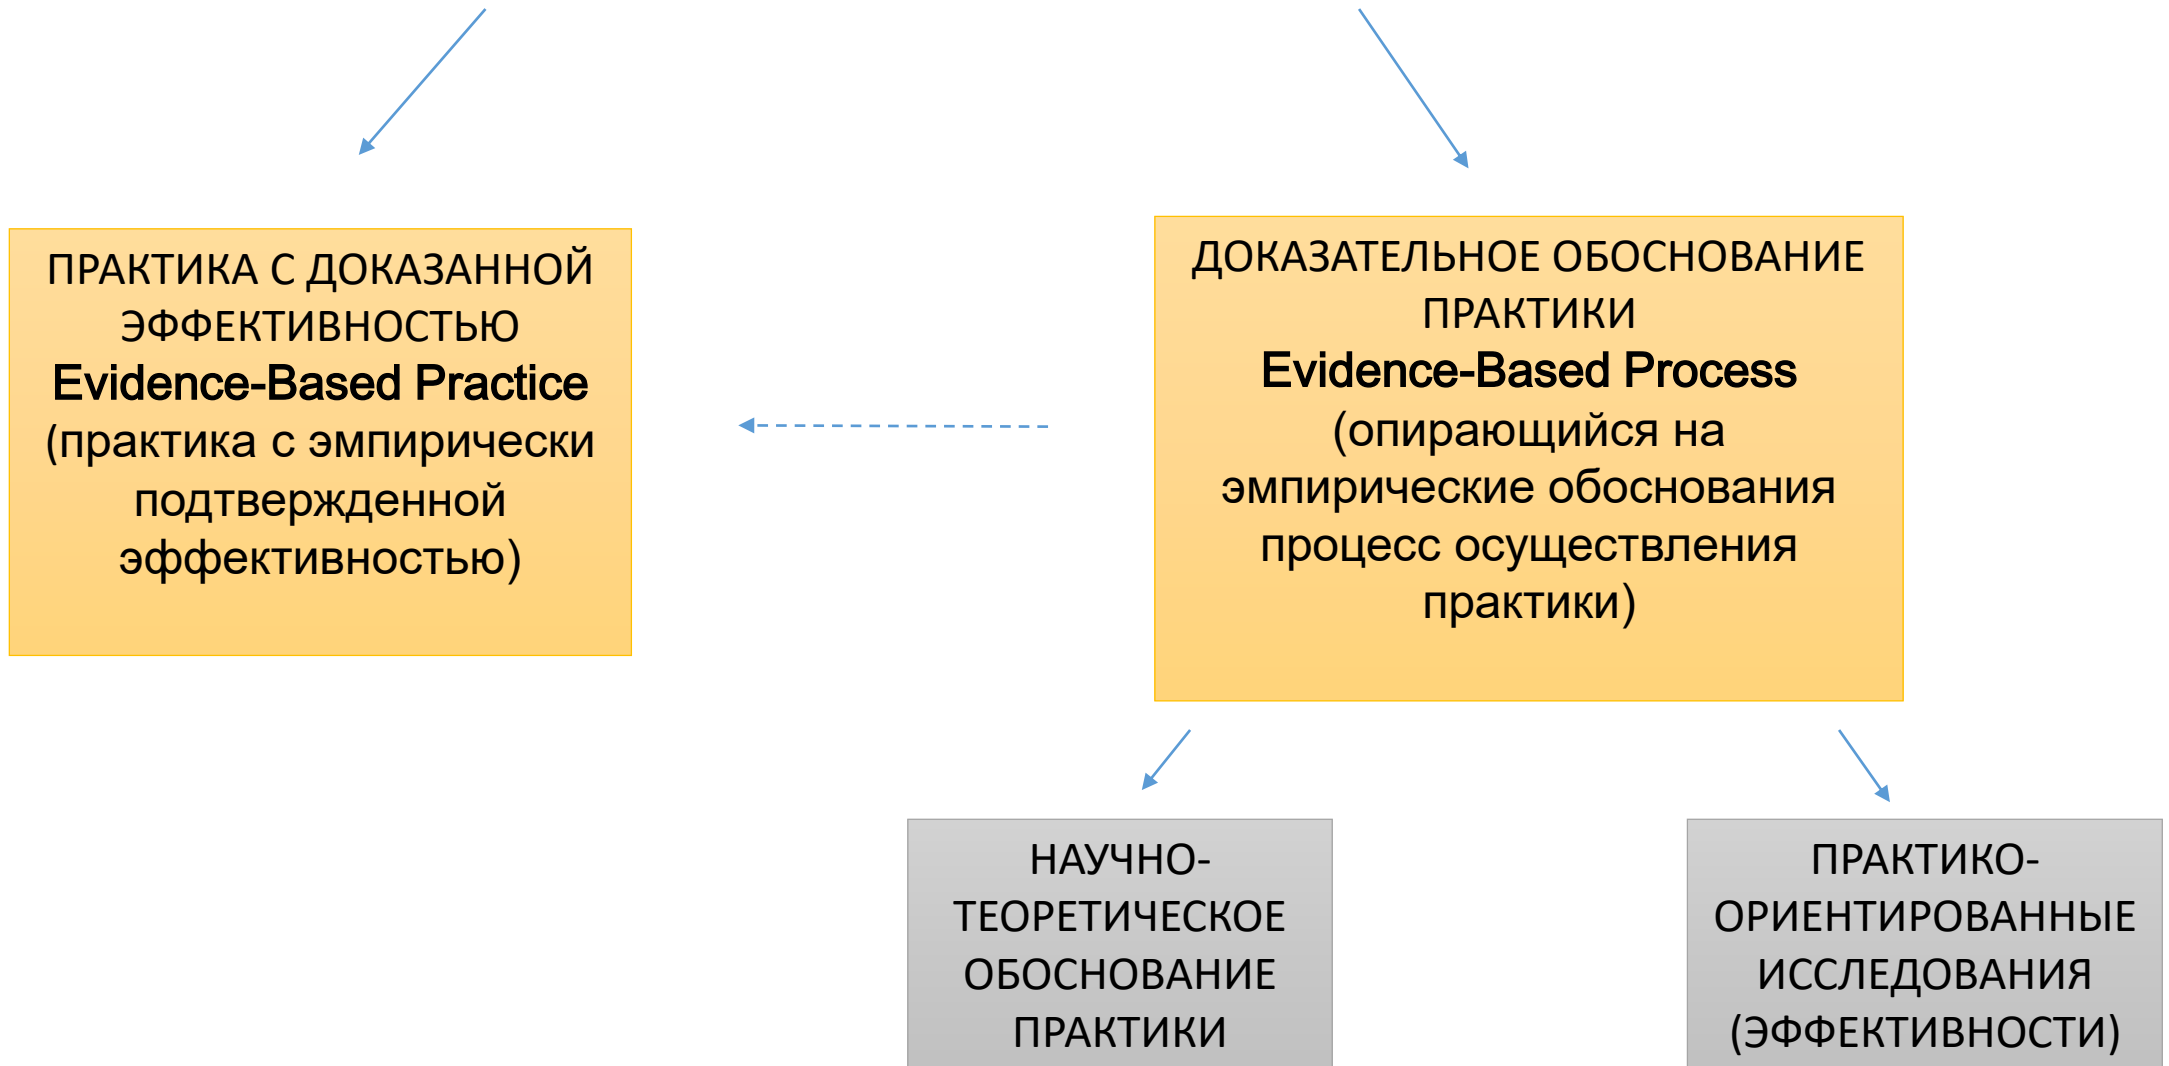 ПРАКТИКА С ДОКАЗАННОЙ
ЭФФЕКТИВНОСТЬЮ
Evidence-Based Practice
(практика с эмпирически
подтвержденной
эффективностью)
ДОКАЗАТЕЛЬНОЕ ОБОСНОВАНИЕ
ПРАКТИКИ
Evidence-Based Process
(опирающийся на
эмпирические обоснования
процесс осуществления
практики)
НАУЧНО-
ТЕОРЕТИЧЕСКОЕ
ОБОСНОВАНИЕ
ПРАКТИКИ
ПРАКТИКО-
ОРИЕНТИРОВАННЫЕ
ИССЛЕДОВАНИЯ
(ЭФФЕКТИВНОСТИ)